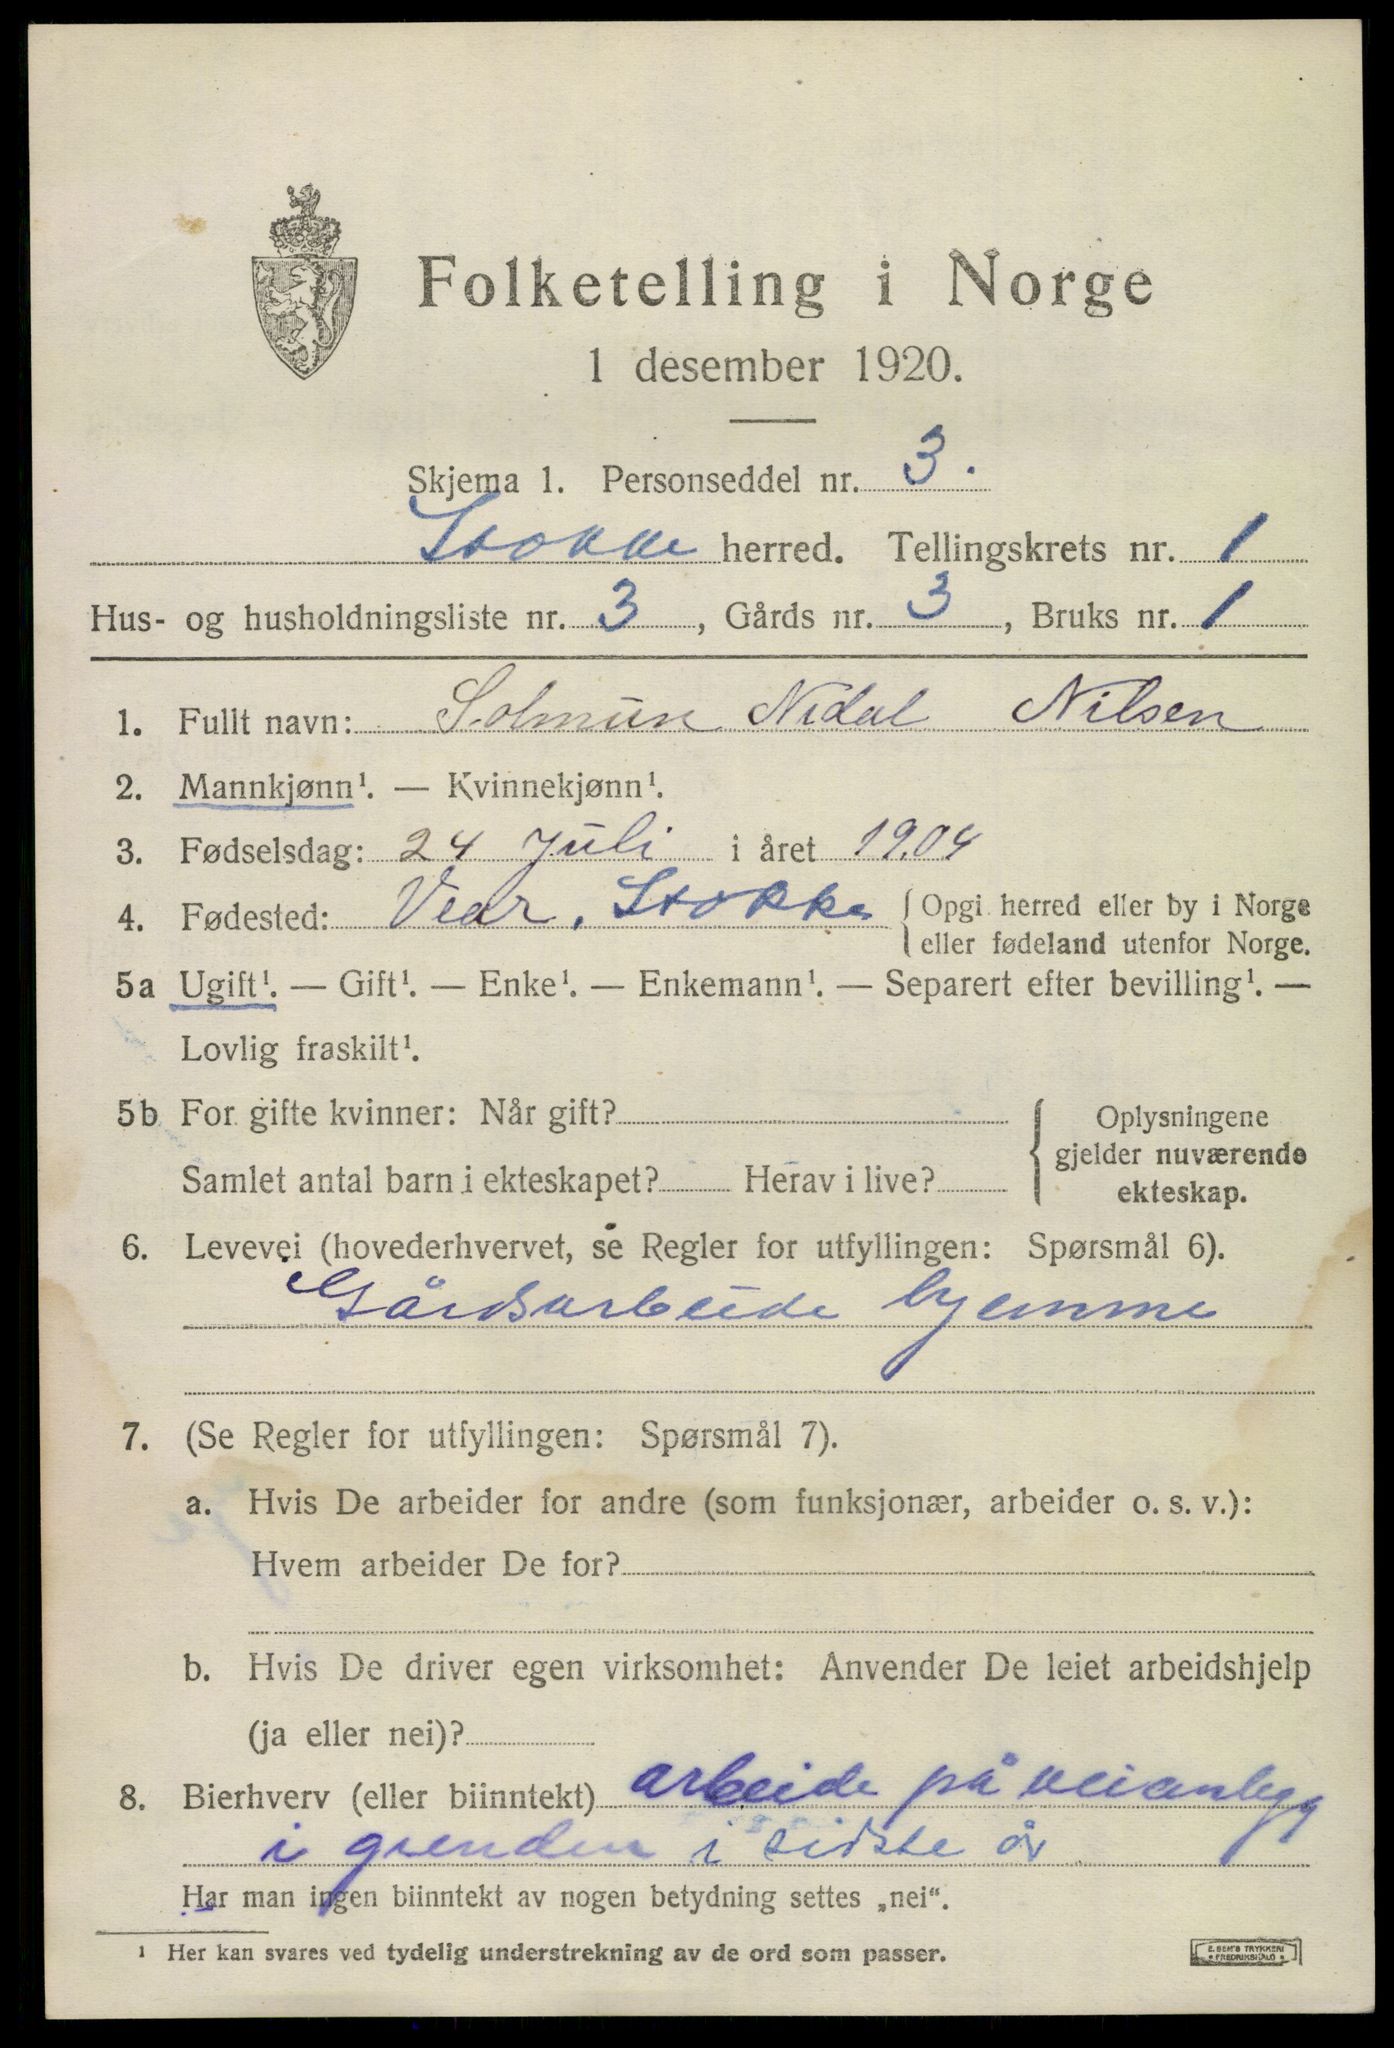 Folketelling i Norge
1 desember 1920.
Skjema 1. Personseddel nr. 3.
Stokke herred. Tellingskrets nr. 1
Hus- og husholdningsliste nr. 3, Gårds nr. 3, Bruks nr. 1
1. Fullt navn: Solmün Nidal Nilsen
2. Mannkjønn¹. — Kvinnekjønn¹.
3. Fødselsdag: 24 Jüli i året 1904
4. Fødested: Vear, Stokke { Opgi herred eller by i Norge
eller fødeland utenfor Norge.
5a Ugift¹. — Gift¹. — Enke¹. — Enkemann¹. — Separert efter bevilling¹. —
Lovlig fraskilt¹.
5b For gifte kvinner: Når gift? { Oplysningene
gjelder nuværende
Samlet antal barn i ekteskapet? Herav i live?
ekteskap.
6. Levevei (hovederhvervet, se Regler for utfyllingen: Spørsmål 6).
Gårdsarbeide hjemme
7. (Se Regler for utfyllingen: Spørsmål 7).
a. Hvis De arbeider for andre (som funksjonær, arbeider o. s. v.):
Hvem arbeider De for?
b. Hvis De driver egen virksomhet: Anvender De leiet arbeidshjelp
(ja eller nei)?
8. Bierhverv (eller biinntekt) arbeide på veianlegg
i grenden i sidste år
Har man ingen biinntekt av nogen betydning settes „nei“.
¹ Her kan svares ved tydelig understrekning av de ord som passer.
E. SEM'S TRYKKERI
FREDRIKSHALD